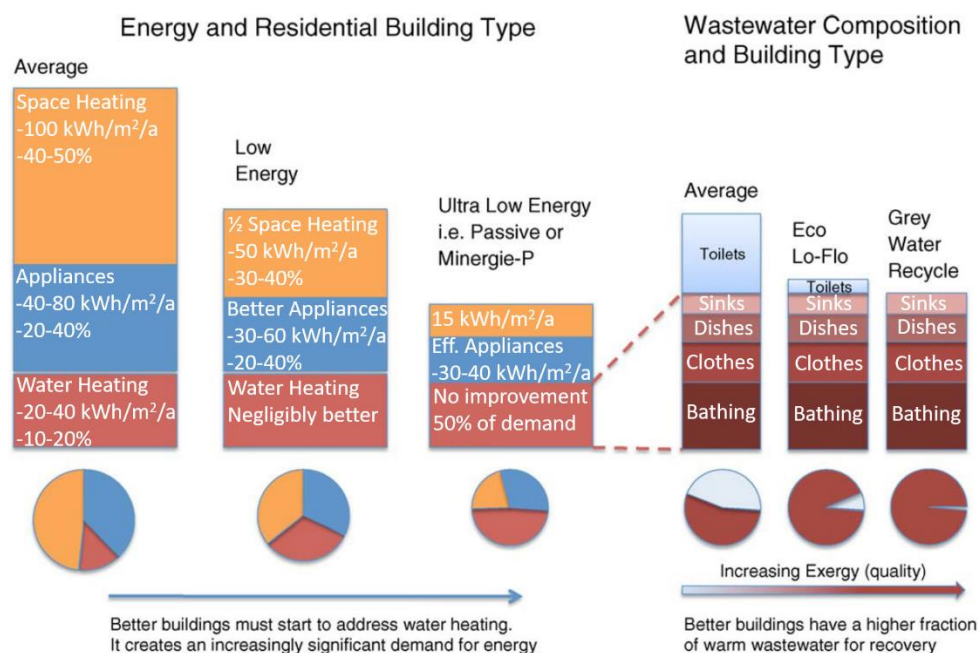 Energy and Residential Building Type
Average
Space Heating
-100 kWh/m²/a
-40-50%
Appliances
-40-80 kWh/m²/a
-20-40%
Water Heating
-20-40 kWh/m²/a
-10-20%
Low
Energy
½ Space Heating
-50 kWh/m²/a
-30-40%
Better Appliances
-30-60 kWh/m²/a
-20-40%
Water Heating
Negligibly better
Ultra Low Energy
i.e. Passive or
Minergie-P
15 kWh/m²/a
Eff. Appliances
-30-40 kWh/m²/a
No improvement
50% of demand
Better buildings must start to address water heating.
It creates an increasingly significant demand for energy
Wastewater Composition
and Building Type
Average
Toilets
Sinks
Dishes
Clothes
Bathing
Eco
Lo-Flo
Toilets
Sinks
Dishes
Clothes
Bathing
Grey
Water
Recycle
Sinks
Dishes
Clothes
Bathing
Increasing Exergy (quality)
Better buildings have a higher fraction
of warm wastewater for recovery